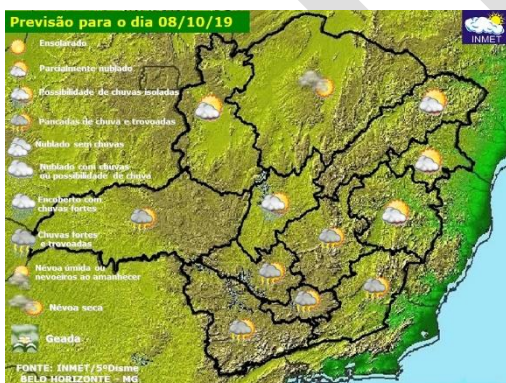 Previsão para o dia 08/10/19
INMET
Ensolarado
Parcialmente nublado
Possibilidade de chuvas isoladas
Pancadas de chuva e trovoadas
Nublado sem chuvas
Nublado com chuvas
ou possibilidade de chuva
Encoberto com
chuvas fortes
Chuvas fortes
e trovoadas
Névoa úmida ou
nevoeiros ao amanhecer
Névoa seca
Geada
FONTE: INMET/5ºDisme
BELO HORIZONTE - MG